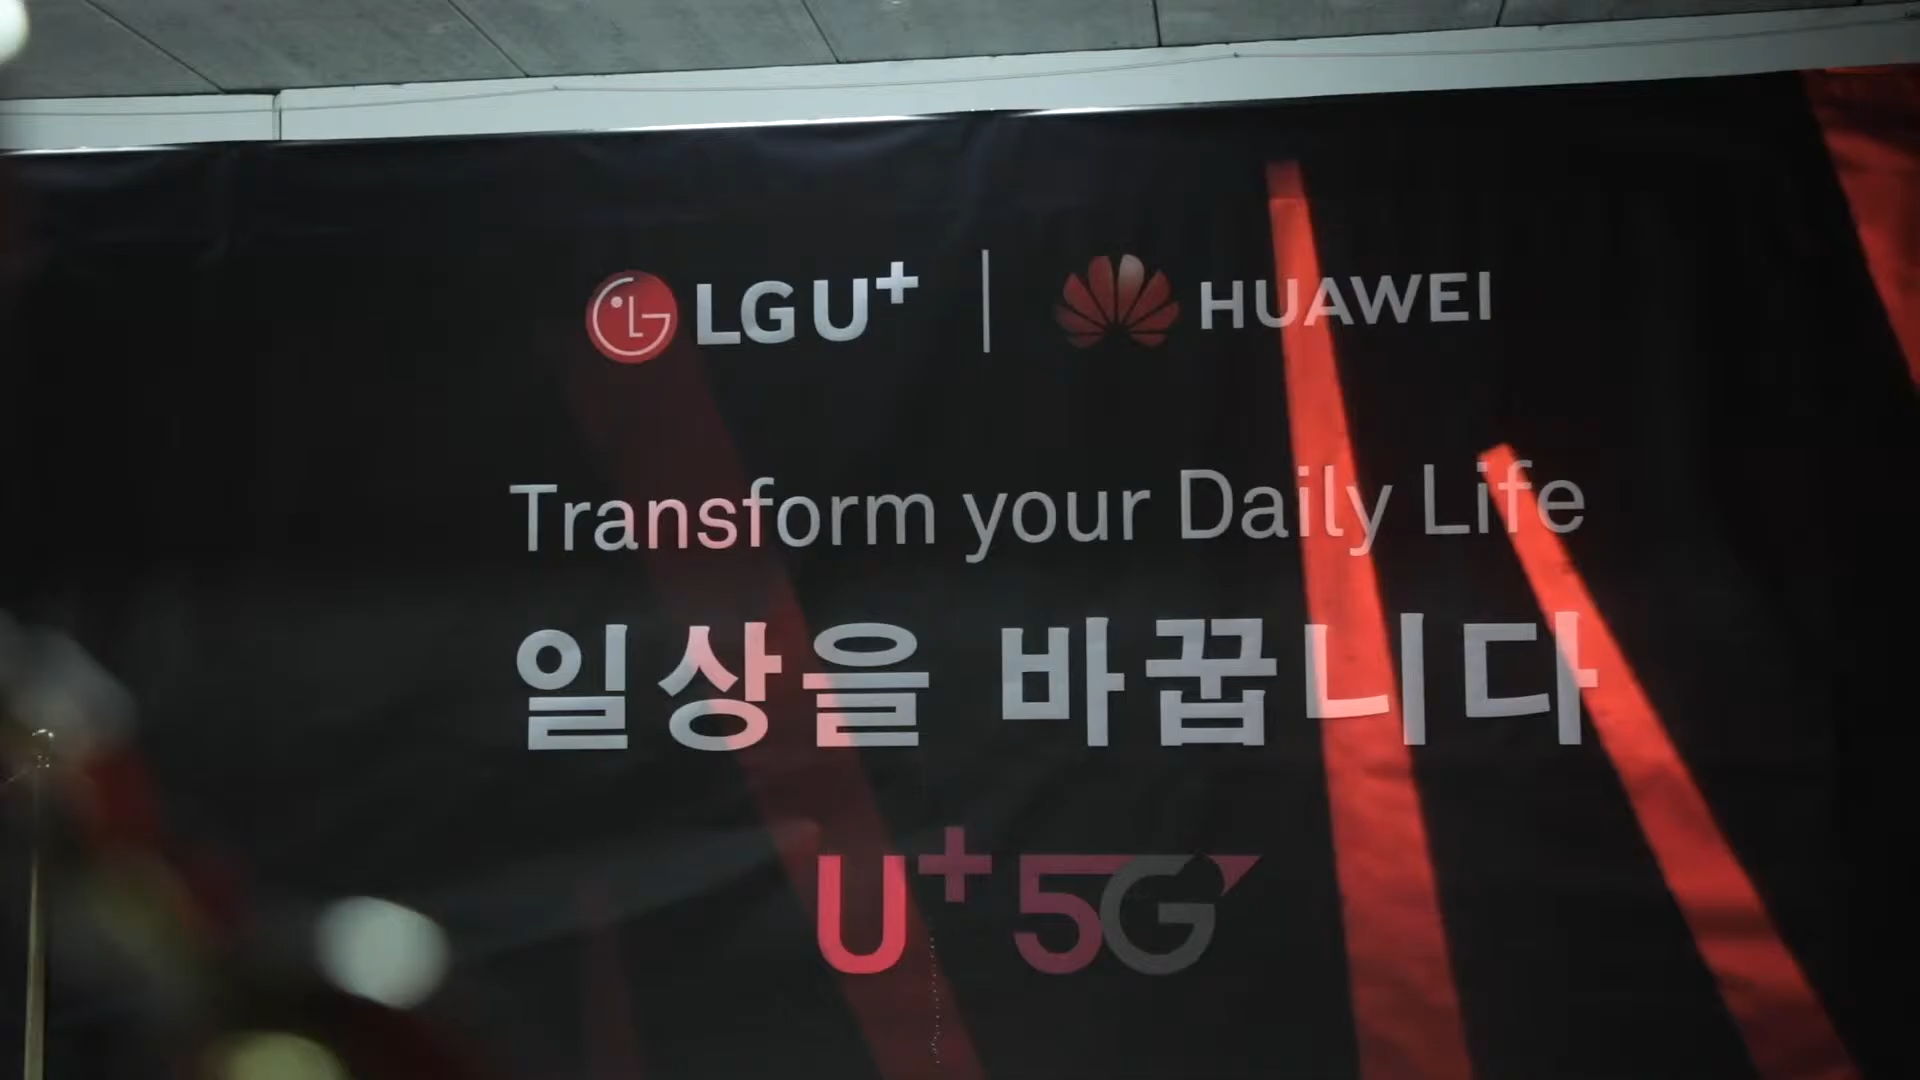 LG U+ | HUAWEI
Transform your Daily Life
일상을 바꿉니다
U+5G